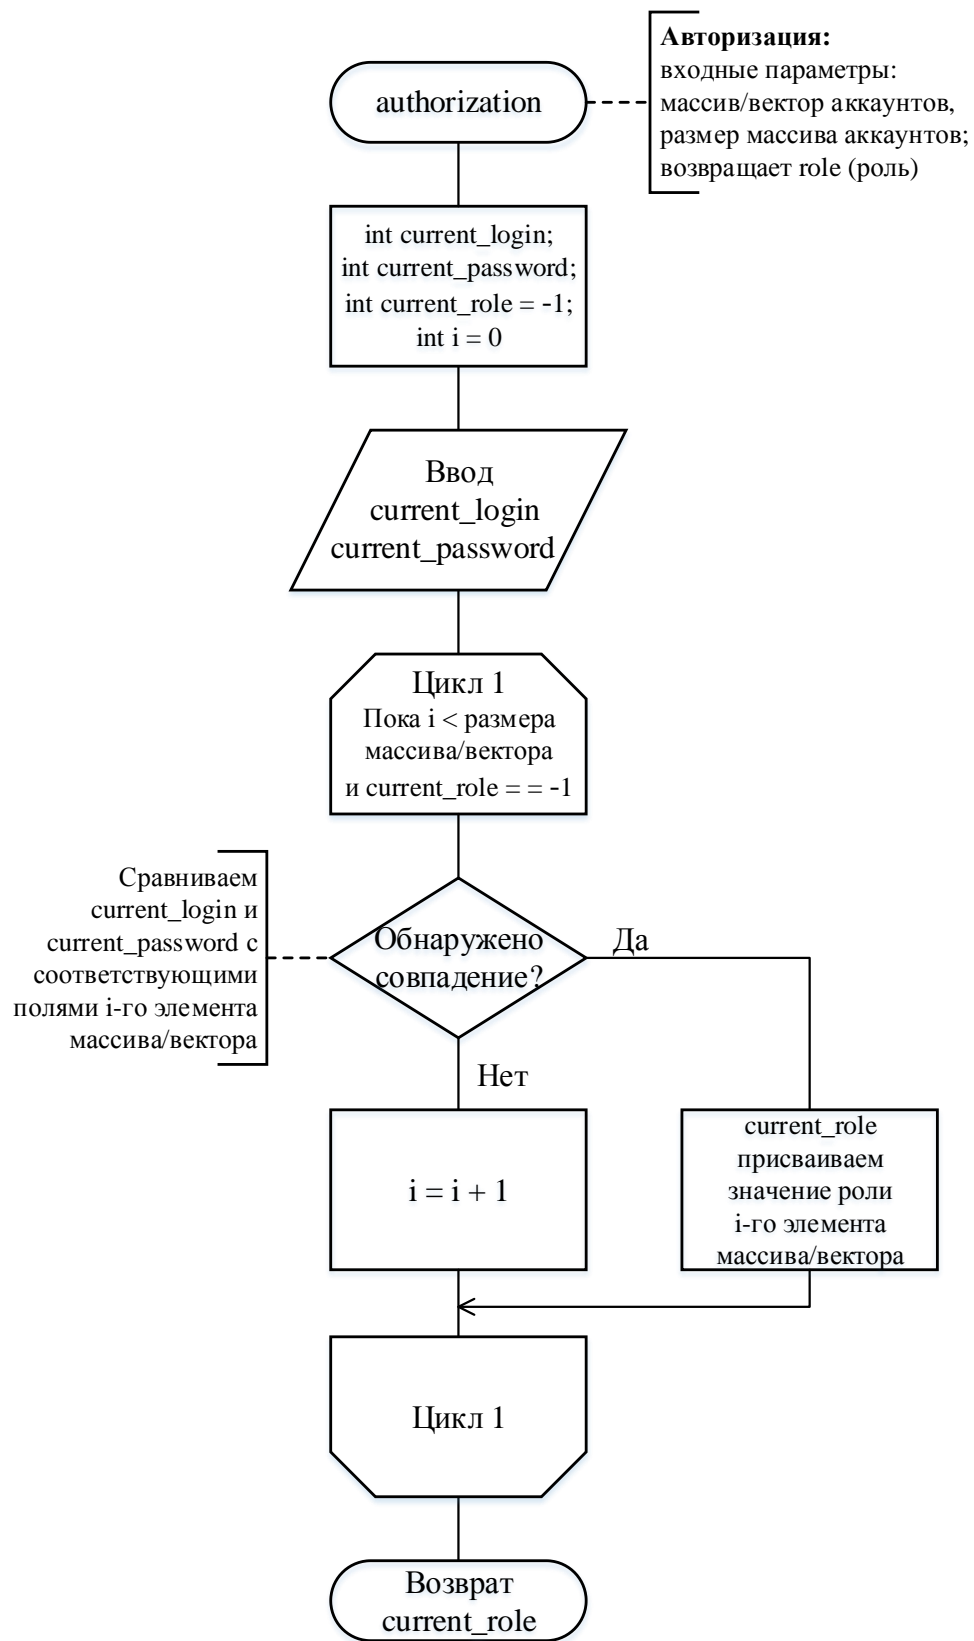 authorization
Авторизация:
входные параметры:
массив/вектор аккаунтов,
размер массива аккаунтов;
возвращает role (роль)
int current_login;
int current_password;
int current_role = -1;
int i = 0
Ввод
current_login
current_password
Цикл 1
Пока i < размера
массива/вектора
и current_role = = -1
Сравниваем
current_login и
current_password с
соответствующими
полями i-го элемента
массива/вектора
Обнаружено
совпадение?
Да
Нет
i = i + 1
current_role
присваиваем
значение роли
i-го элемента
массива/вектора
Цикл 1
Возврат
current_role